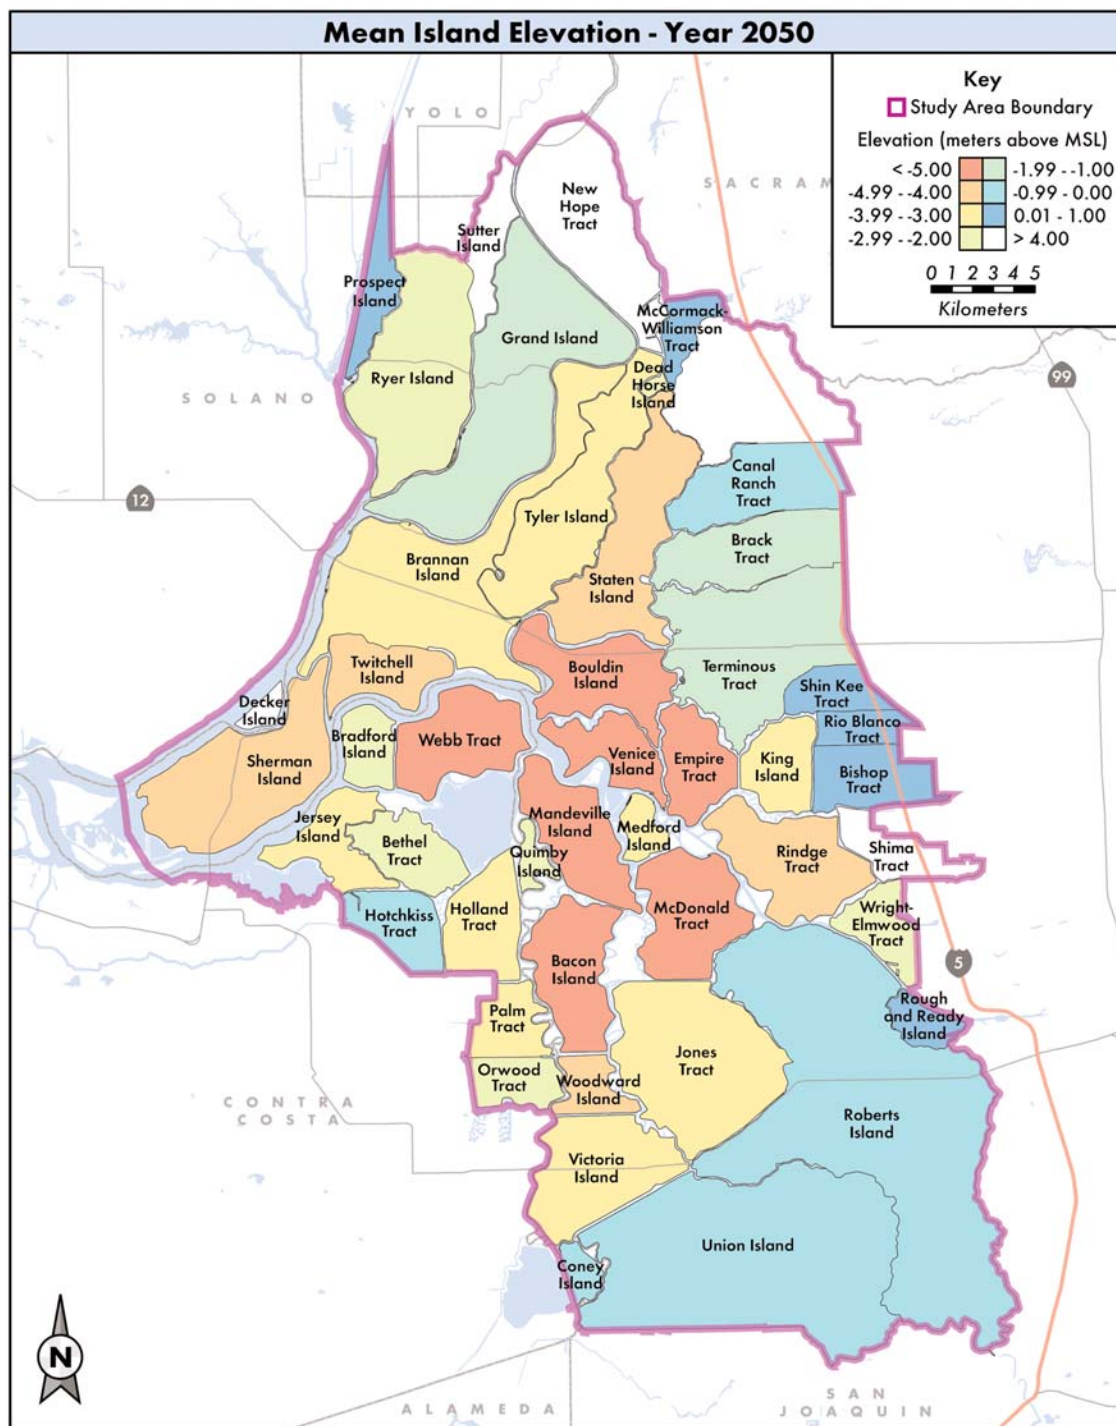 Mean Island Elevation - Year 2050
Key
Study Area Boundary
Elevation (meters above MSL)
< -5.00
-4.99 - -4.00
-3.99 - -3.00
-2.99 - -2.00
-1.99 - -1.00
-0.99 - 0.00
0.01 - 1.00
> 4.00
0 1 2 3 4 5
Kilometers
YOLO
SACRAM
SOLANO
CONTRA
COSTA
ALAMEDA
SAN
JOAQUIN
12
99
5
New
Hope
Tract
Sutter
Island
Prospect
Island
McCormack-
Williamson
Tract
Grand Island
Ryer Island
Dead
Horse
Island
Canal
Ranch
Tract
Tyler Island
Brack
Tract
Brannan
Island
Staten
Island
Twitchell
Island
Bouldin
Island
Terminous
Tract
Shin Kee
Tract
Decker
Island
Rio Blanco
Tract
Bradford
Island
Webb Tract
Venice
Island
Empire
Tract
King
Island
Bishop
Tract
Sherman
Island
Jersey
Island
Mandeville
Island
Medford
Island
Bethel
Tract
Quimby
Island
Rindge
Tract
Shima
Tract
Hotchkiss
Tract
Holland
Tract
McDonald
Tract
Wright-
Elmwood
Tract
Bacon
Island
Palm
Tract
Rough
and Ready
Island
Orwood
Tract
Woodward
Island
Jones
Tract
Roberts
Island
Victoria
Island
Union Island
Coney
Island
N